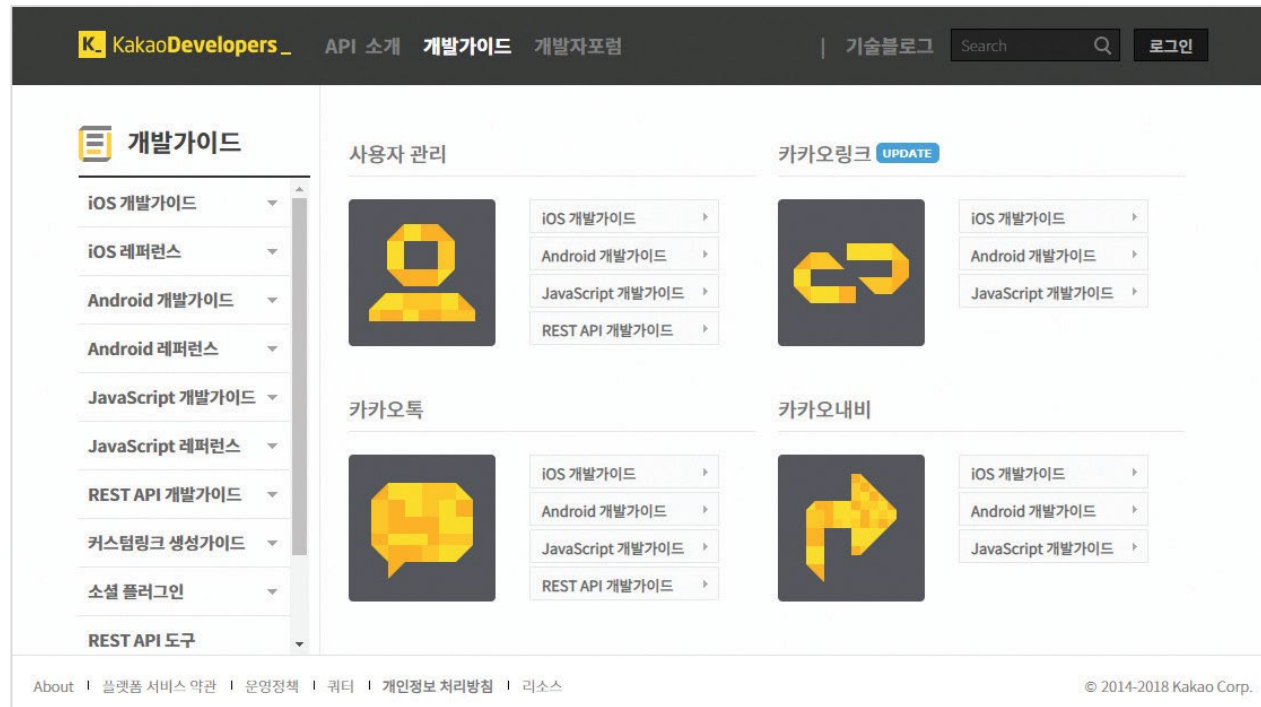 K_ KakaoDevelopers_ API 소개 개발가이드 개발자포럼 | 기술블로그 Search 로그인
개발가이드
iOS 개발가이드
iOS 레퍼런스
Android 개발가이드
Android 레퍼런스
JavaScript 개발가이드
JavaScript 레퍼런스
REST API 개발가이드
커스텀링크 생성가이드
소셜 플러그인
REST API 도구
사용자 관리
iOS 개발가이드
Android 개발가이드
JavaScript 개발가이드
REST API 개발가이드
카카오링크 UPDATE
iOS 개발가이드
Android 개발가이드
JavaScript 개발가이드
카카오톡
iOS 개발가이드
Android 개발가이드
JavaScript 개발가이드
REST API 개발가이드
카카오내비
iOS 개발가이드
Android 개발가이드
JavaScript 개발가이드
About | 플랫폼 서비스 약관 | 운영정책 | 쿼터 | 개인정보 처리방침 | 리소스 © 2014-2018 Kakao Corp.